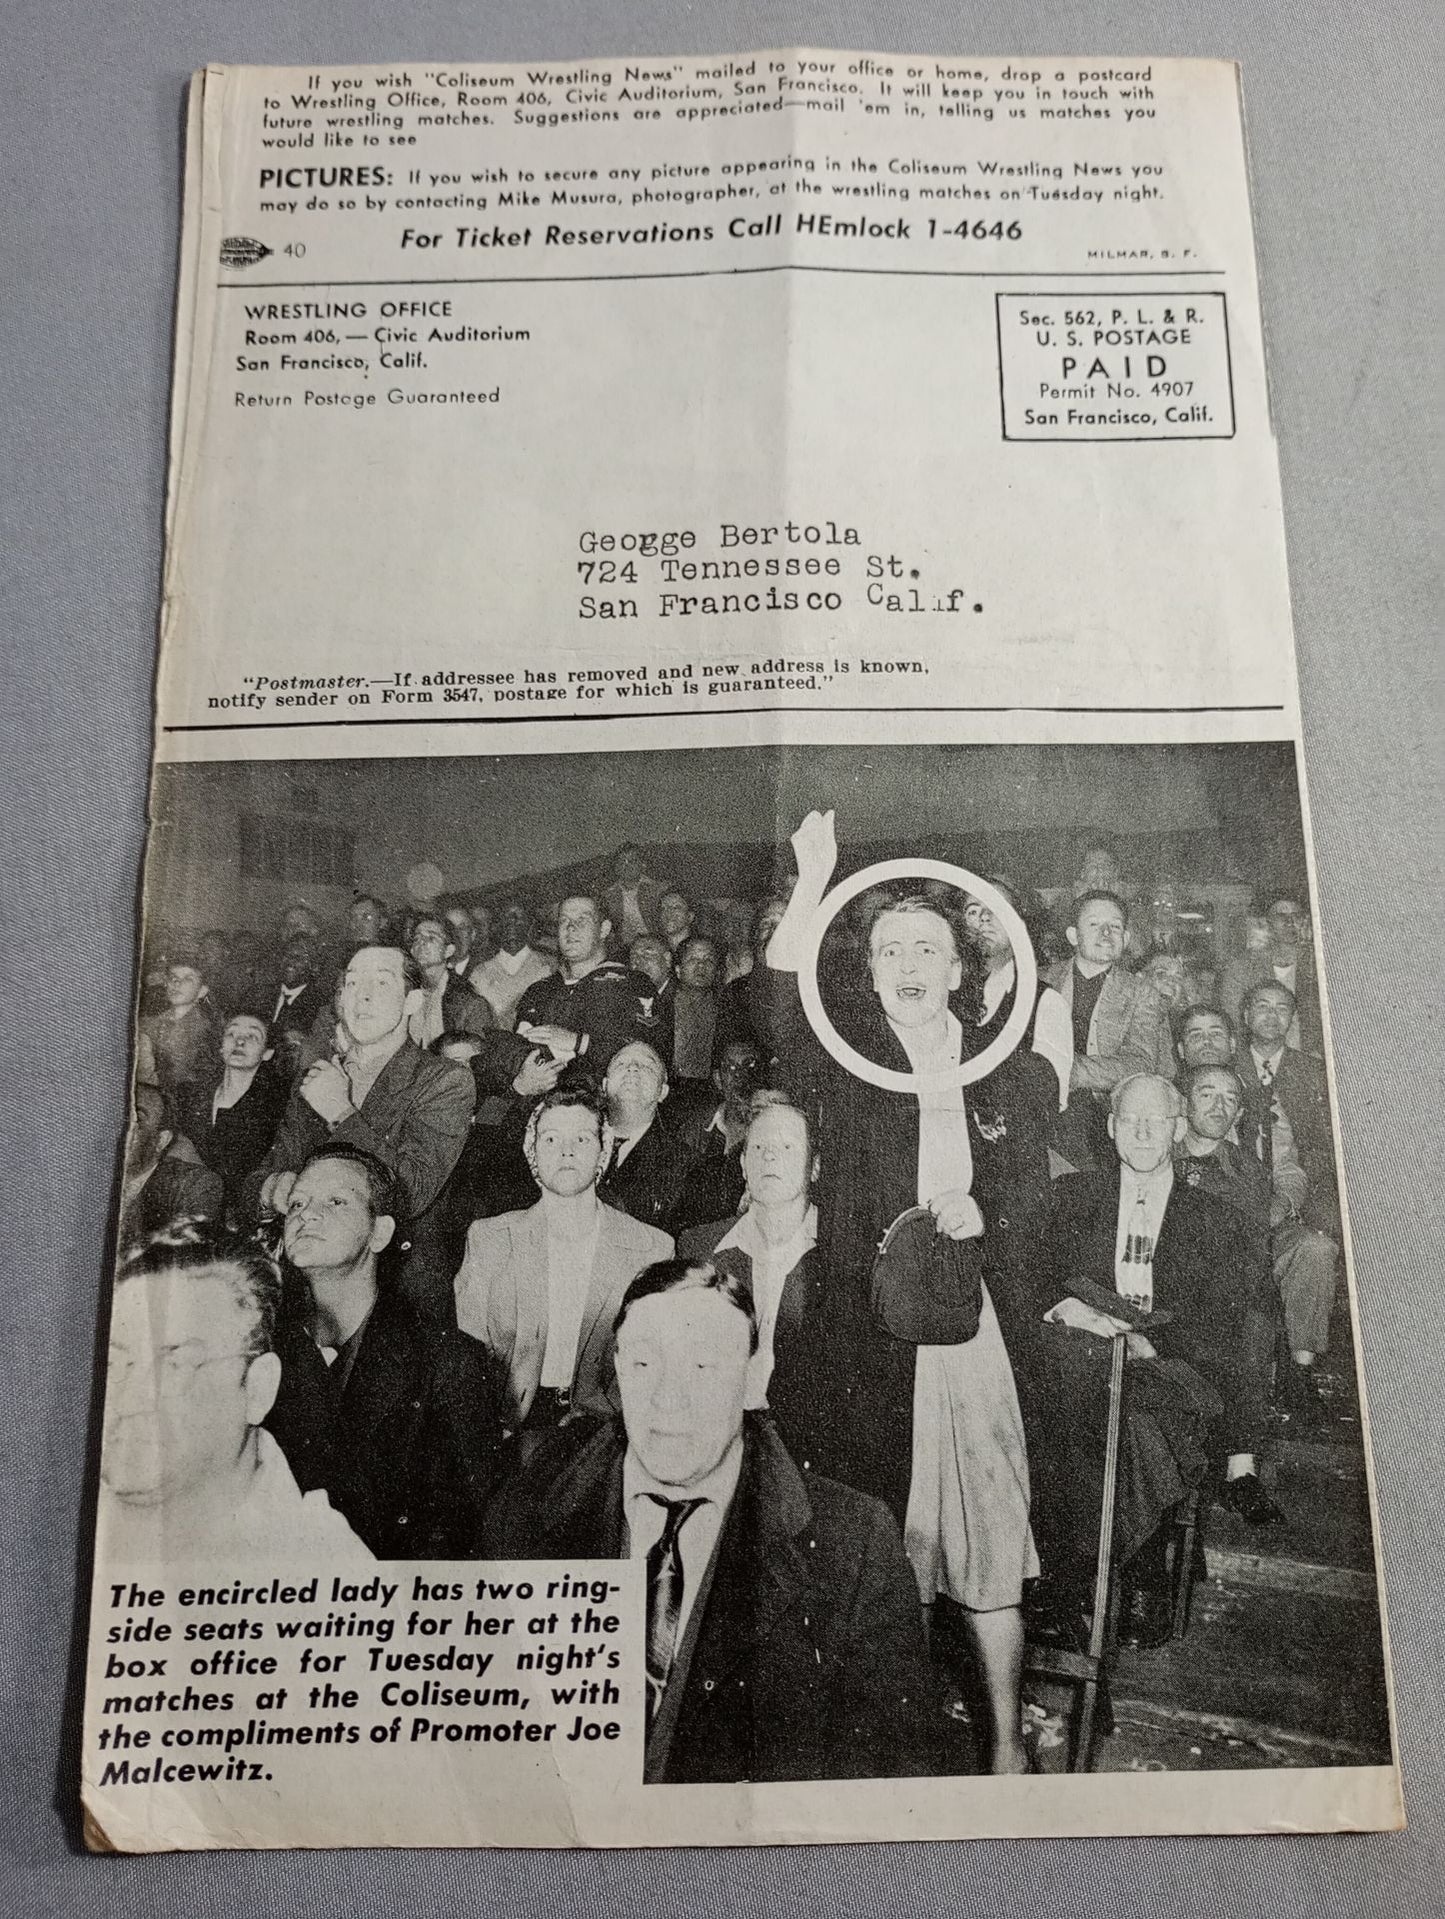 If you wish "Coliseum Wrestling News" mailed to your office or home, drop a postcard
to Wrestling Office, Room 406, Civic Auditorium, San Francisco. It will keep you in touch with
future wrestling matches. Suggestions are appreciated—mail 'em in, telling us matches you
would like to see
PICTURES: If you wish to secure any picture appearing in the Coliseum Wrestling News you
may do so by contacting Mike Musura, photographer, at the wrestling matches on Tuesday night.
For Ticket Reservations Call HEmlock 1-4646
40
MILMAR, S. F.
WRESTLING OFFICE
Room 406, — Civic Auditorium
San Francisco, Calif.
Return Postage Guaranteed
Sec. 562, P. L. & R.
U. S. POSTAGE
PAID
Permit No. 4907
San Francisco, Calif.
Geogge Bertola
724 Tennessee St.
San Francisco Calif.
"Postmaster.—If addressee has removed and new address is known,
notify sender on Form 3547, postage for which is guaranteed."
The encircled lady has two ring-
side seats waiting for her at the
box office for Tuesday night's
matches at the Coliseum, with
the compliments of Promoter Joe
Malcewitz.